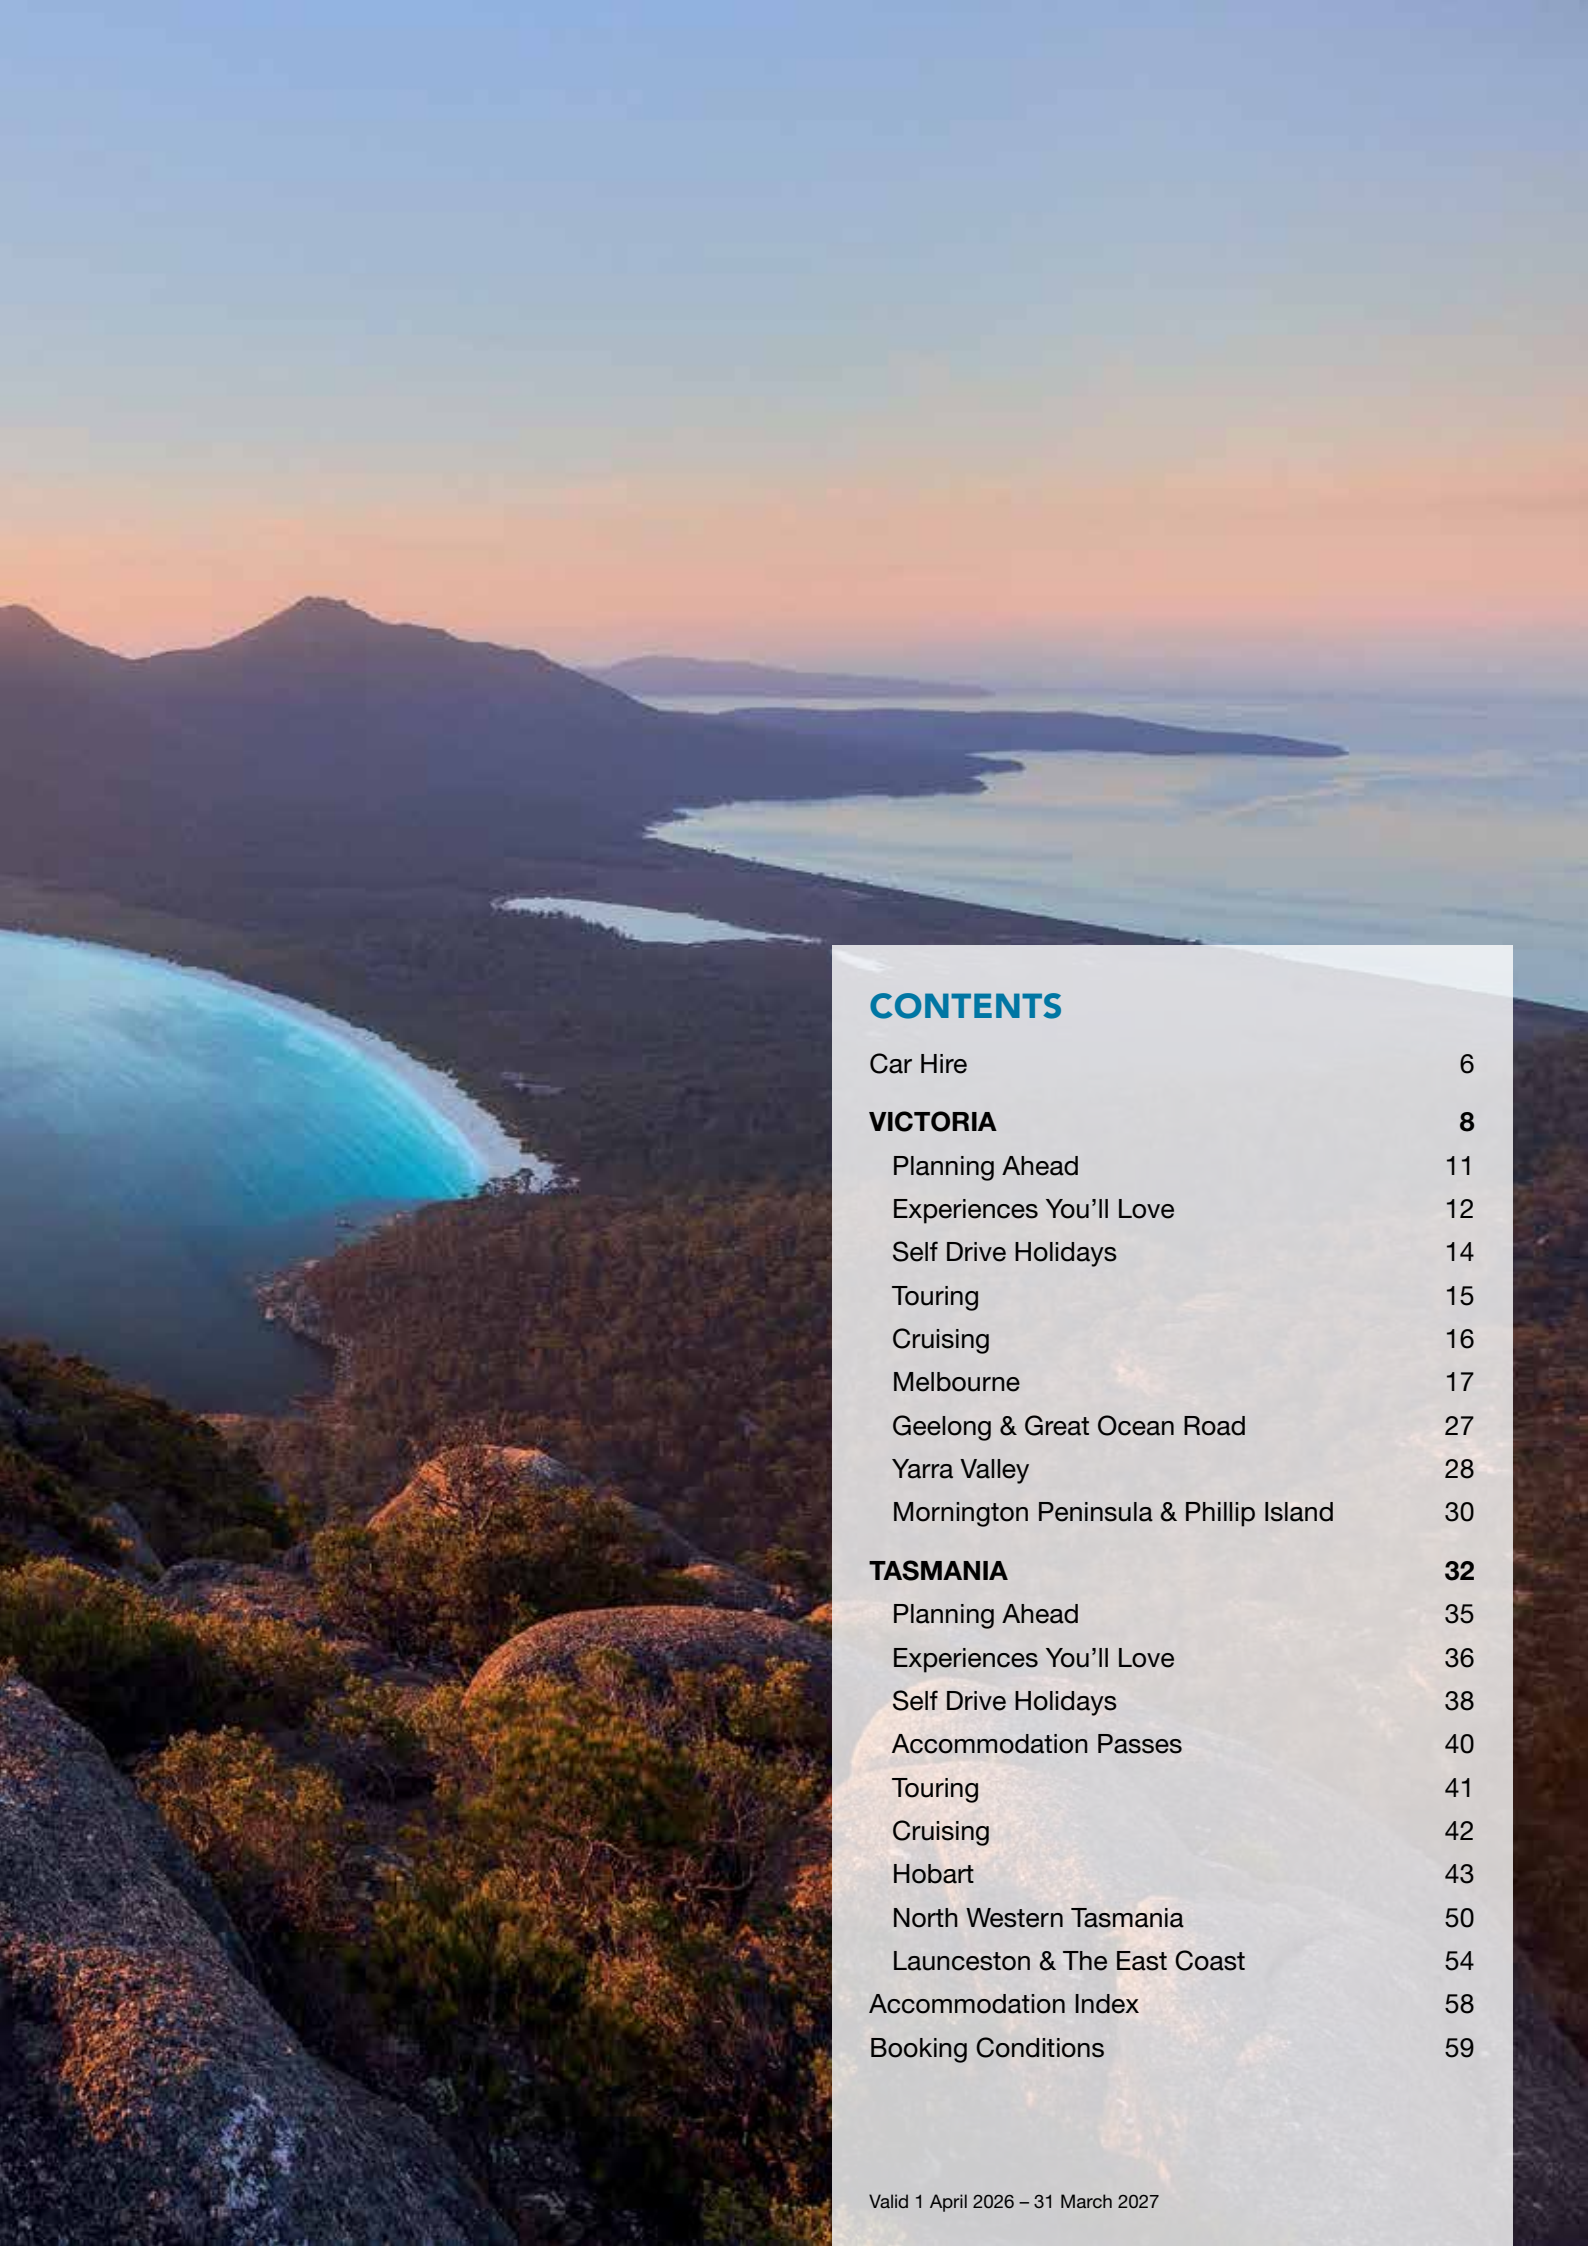 CONTENTS
Car Hire 6
VICTORIA 8
Planning Ahead 11
Experiences You’ll Love 12
Self Drive Holidays 14
Touring 15
Cruising 16
Melbourne 17
Geelong & Great Ocean Road 27
Yarra Valley 28
Mornington Peninsula & Phillip Island 30
TASMANIA 32
Planning Ahead 35
Experiences You’ll Love 36
Self Drive Holidays 38
Accommodation Passes 40
Touring 41
Cruising 42
Hobart 43
North Western Tasmania 50
Launceston & The East Coast 54
Accommodation Index 58
Booking Conditions 59
Valid 1 April 2026 – 31 March 2027